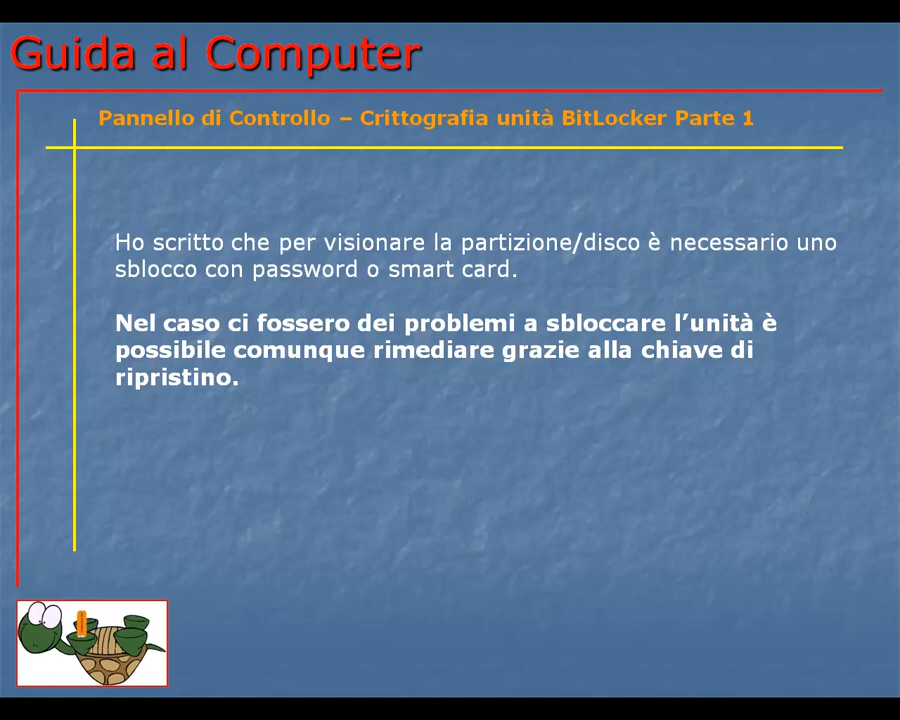 Guida al Computer
Pannello di Controllo – Crittografia unità BitLocker Parte 1
Ho scritto che per visionare la partizione/disco è necessario uno
sblocco con password o smart card.
Nel caso ci fossero dei problemi a sbloccare l’unità è
possibile comunque rimediare grazie alla chiave di
ripristino.